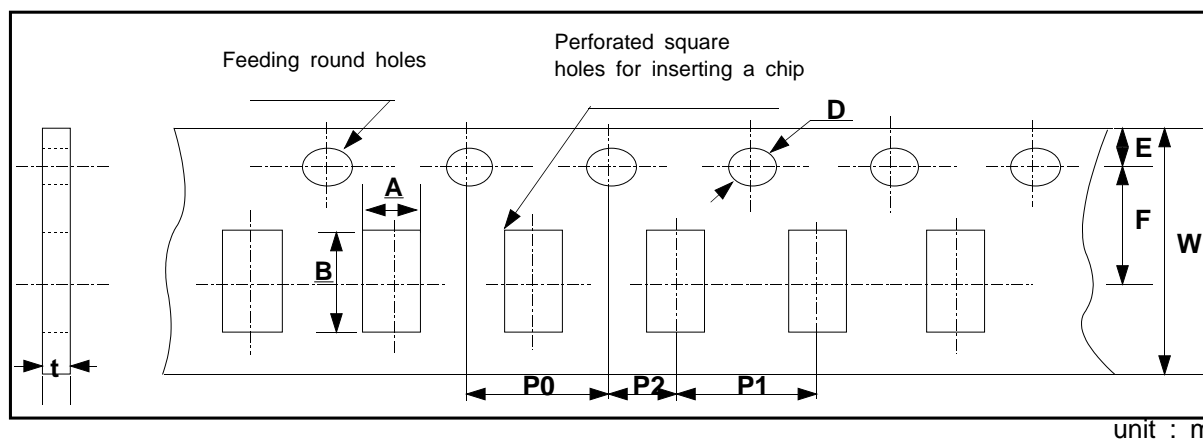 Feeding round holes
Perforated square
holes for inserting a chip
D
E
A
F
W
B
t
P0
P2
P1
unit : m